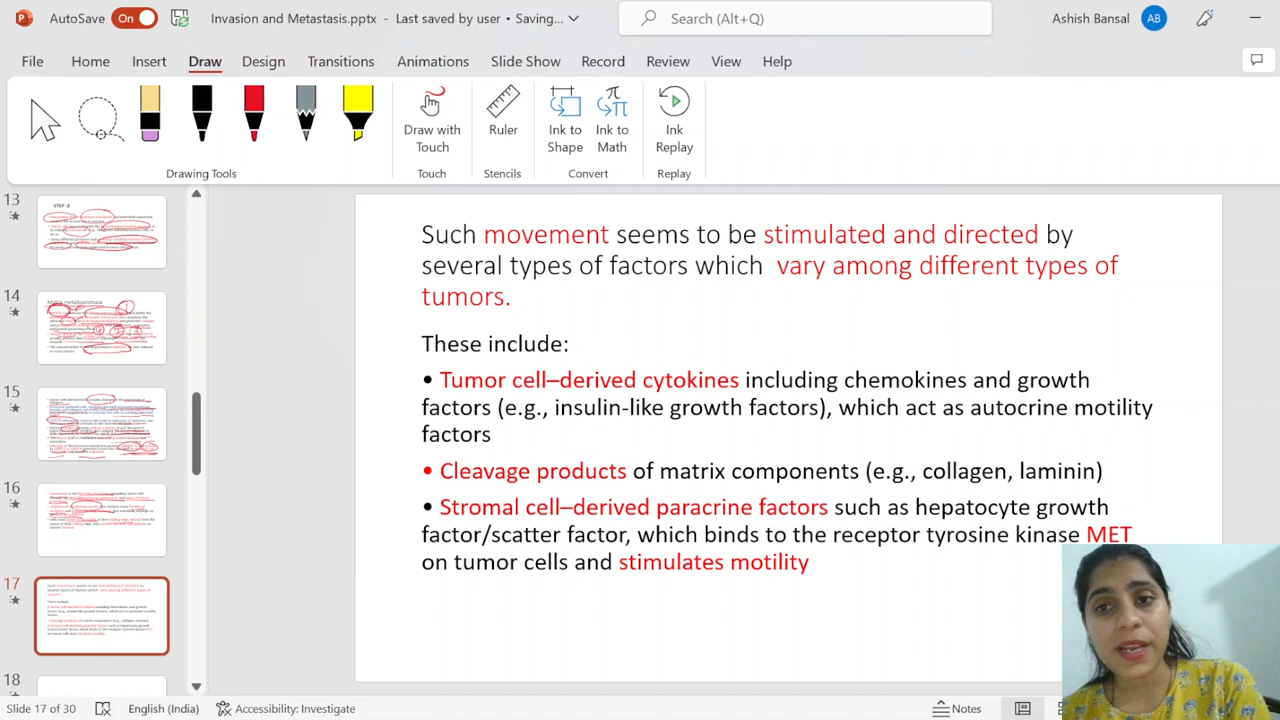 AutoSave On Invasion and Metastasis.pptx - Last saved by user • Saving... Search (Alt+Q) Ashish Bansal AB
File Home Insert Draw Design Transitions Animations Slide Show Record Review View Help
Draw with Touch
Ruler
Ink to Shape
Ink to Math
Ink Replay
Drawing Tools Touch Stencils Convert Replay
13
STEP -2
14
Matrix metalloprotease
15
16
17
18
Such movement seems to be stimulated and directed by
several types of factors which vary among different types of
tumors.
These include:
• Tumor cell–derived cytokines including chemokines and growth
factors (e.g., insulin-like growth factors), which act as autocrine motility
factors
• Cleavage products of matrix components (e.g., collagen, laminin)
• Stromal cell–derived paracrine factors such as hepatocyte growth
factor/scatter factor, which binds to the receptor tyrosine kinase MET
on tumor cells and stimulates motility
Slide 17 of 30 English (India) Accessibility: Investigate Notes